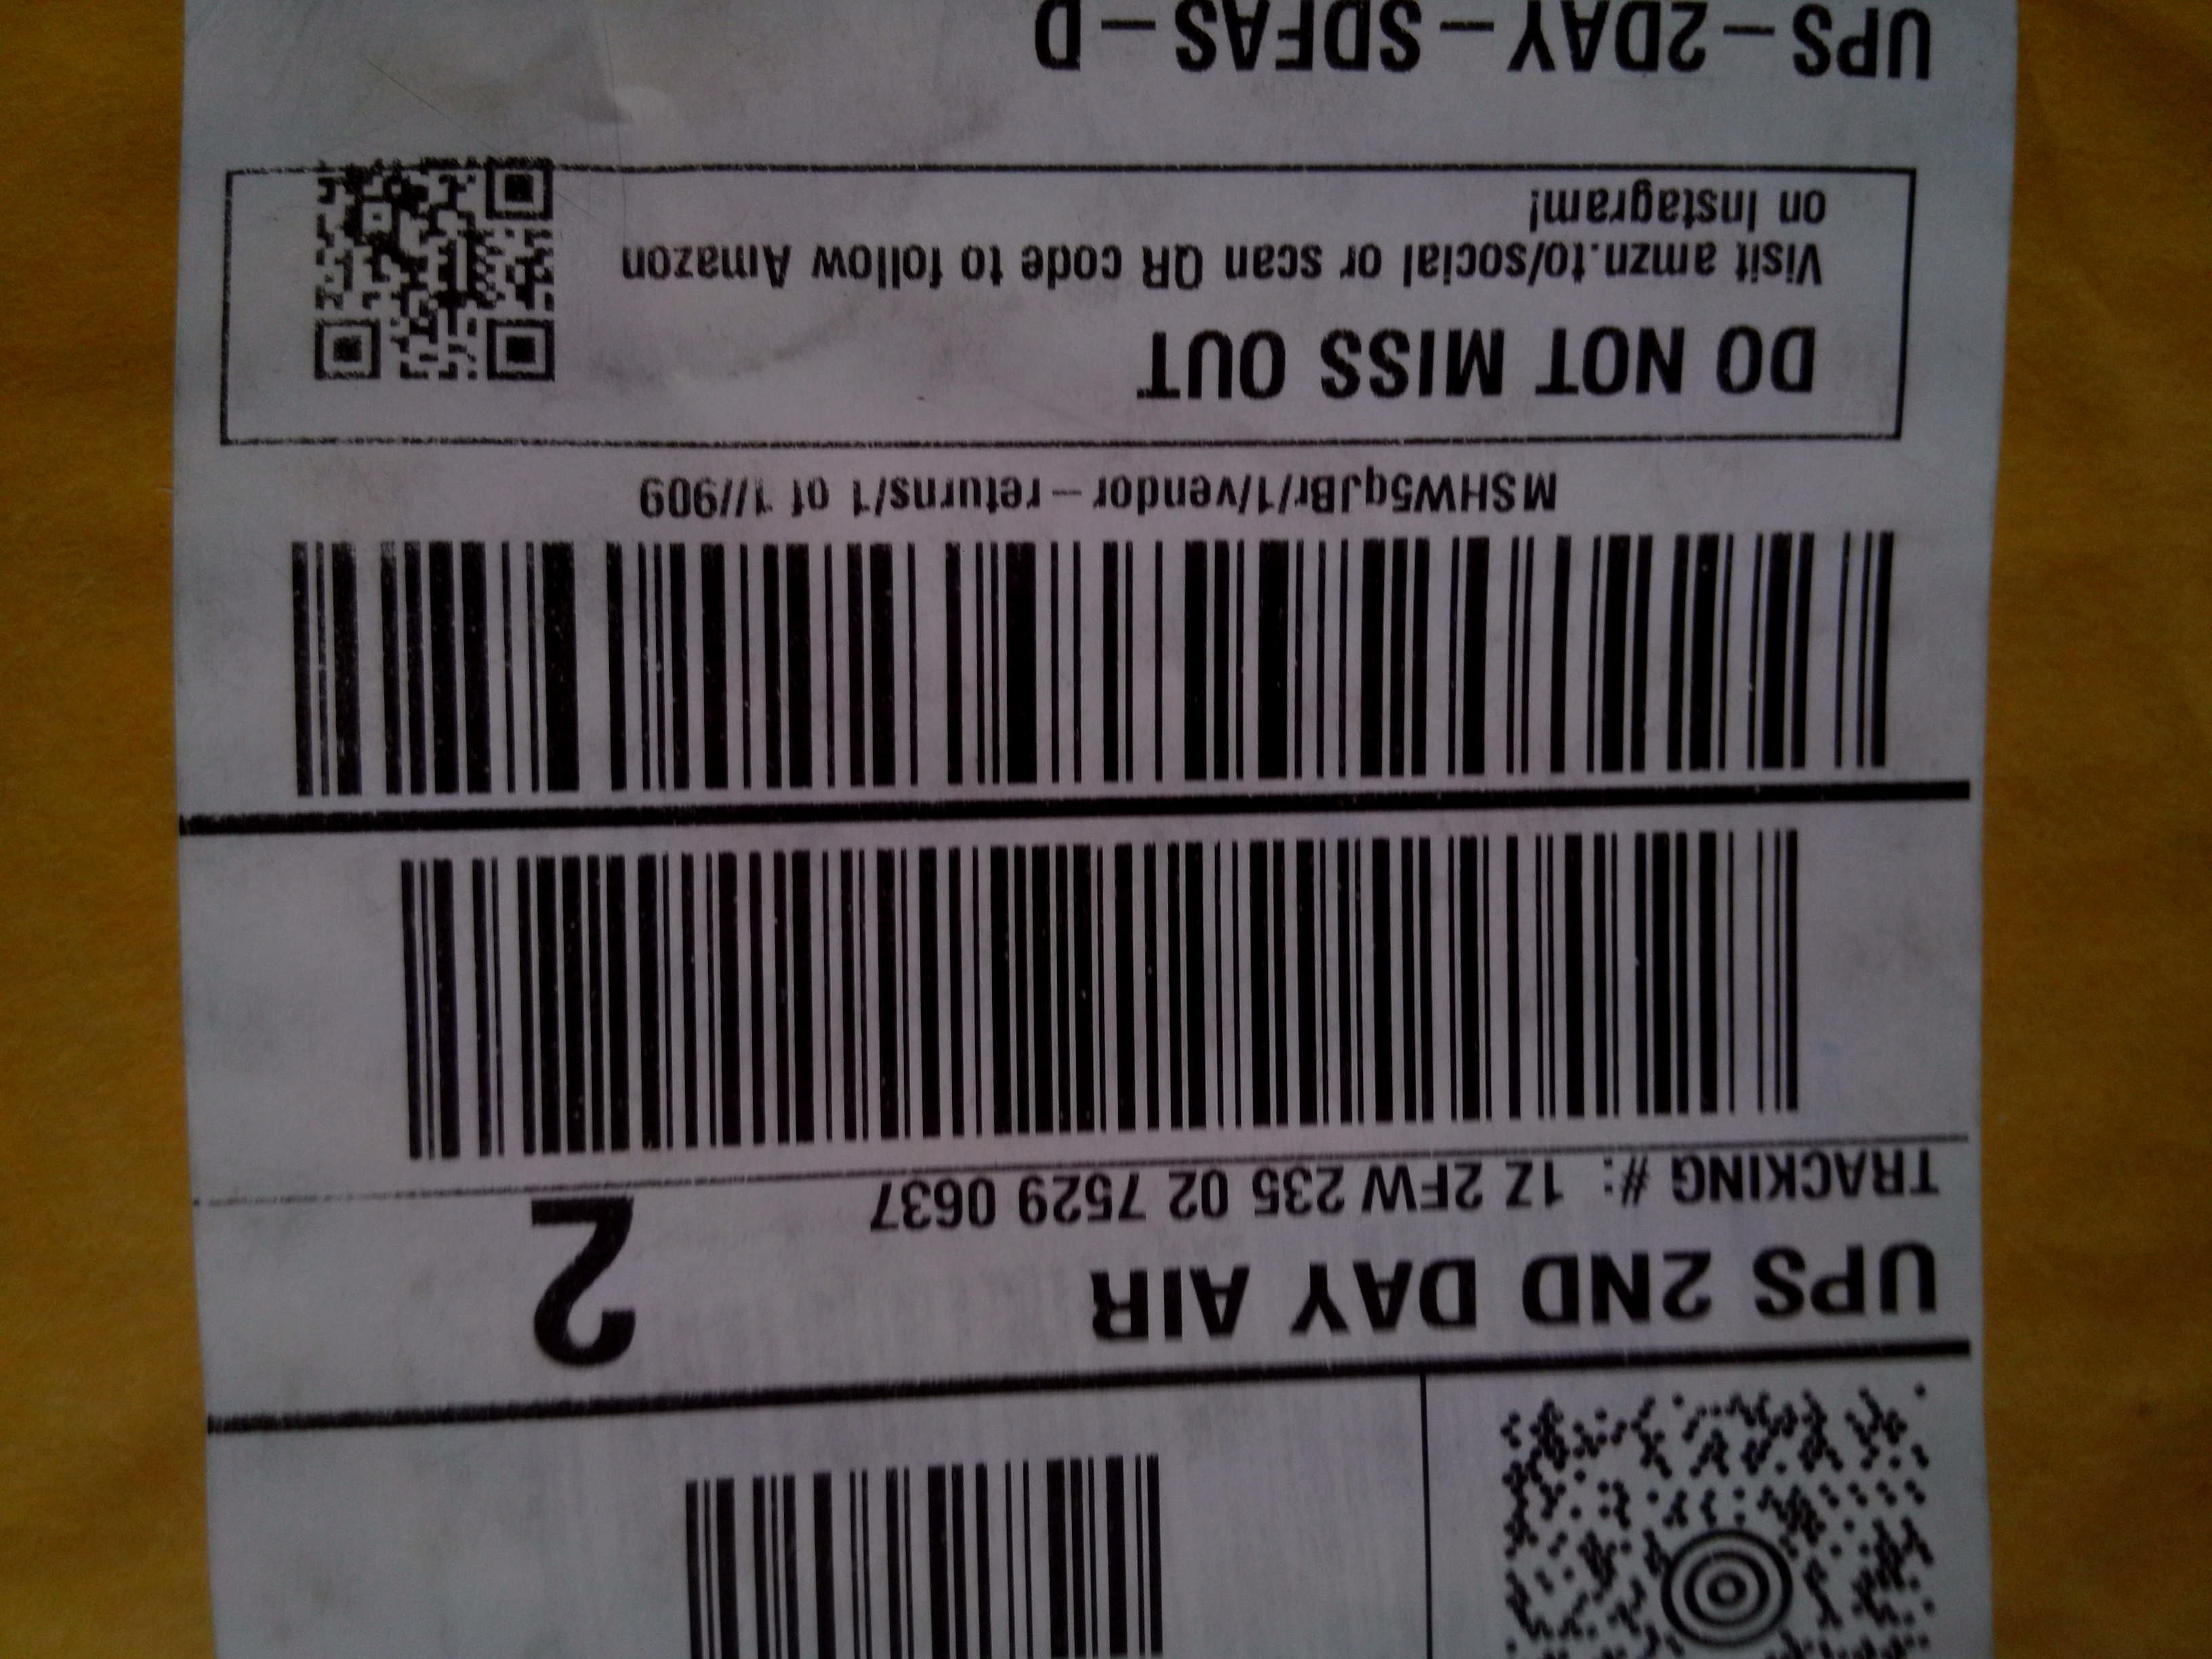 UPS 2ND DAY AIR
2
TRACKING #: 1Z 2FW 235 02 7529 0637
MSHW5qJBr/1/vendor-returns/1 of 1//909
DO NOT MISS OUT
Visit amzn.to/social or scan QR code to follow Amazon
on Instagram!
UPS-2DAY-SDFAS-D